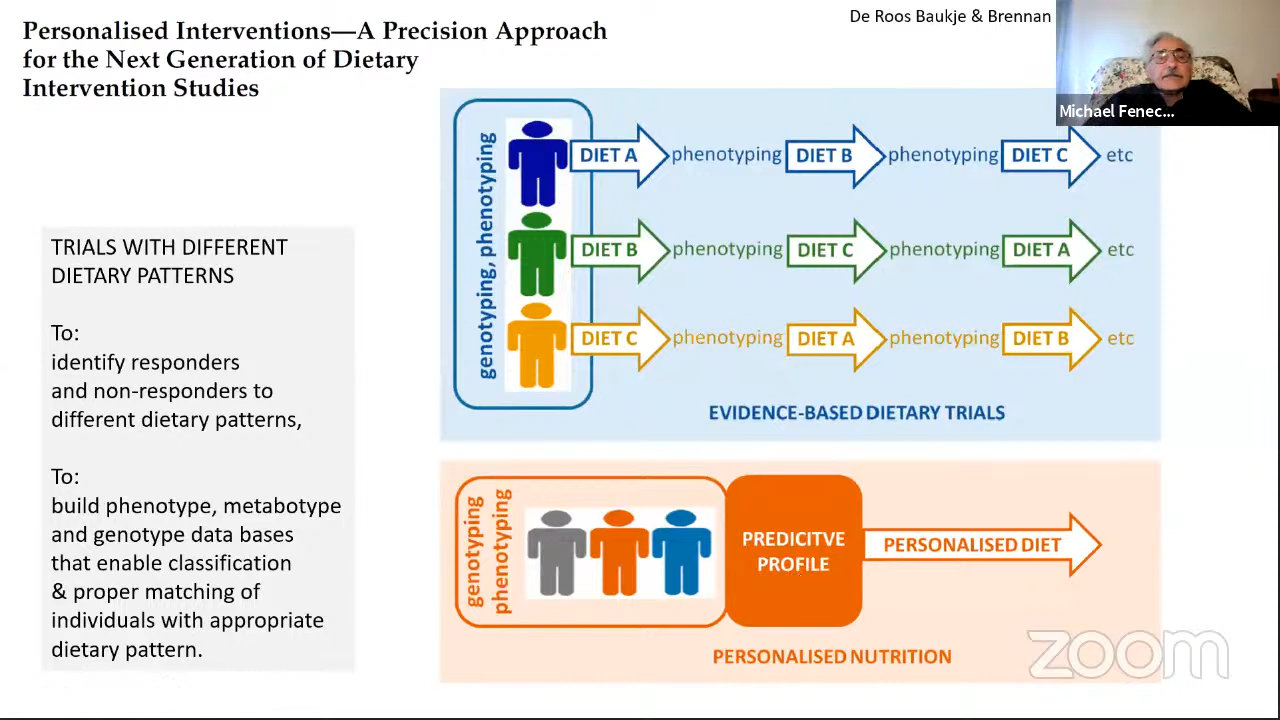 Personalised Interventions—A Precision Approach
for the Next Generation of Dietary
Intervention Studies
De Roos Baukje & Brennan
Michael Fenec...
TRIALS WITH DIFFERENT
DIETARY PATTERNS
To:
identify responders
and non-responders to
different dietary patterns,
To:
build phenotype, metabotype
and genotype data bases
that enable classification
& proper matching of
individuals with appropriate
dietary pattern.
genotyping, phenotyping
DIET A phenotyping DIET B phenotyping DIET C etc
DIET B phenotyping DIET C phenotyping DIET A etc
DIET C phenotyping DIET A phenotyping DIET B etc
EVIDENCE-BASED DIETARY TRIALS
genotyping
phenotyping
PREDICITVE
PROFILE
PERSONALISED DIET
PERSONALISED NUTRITION
zoom